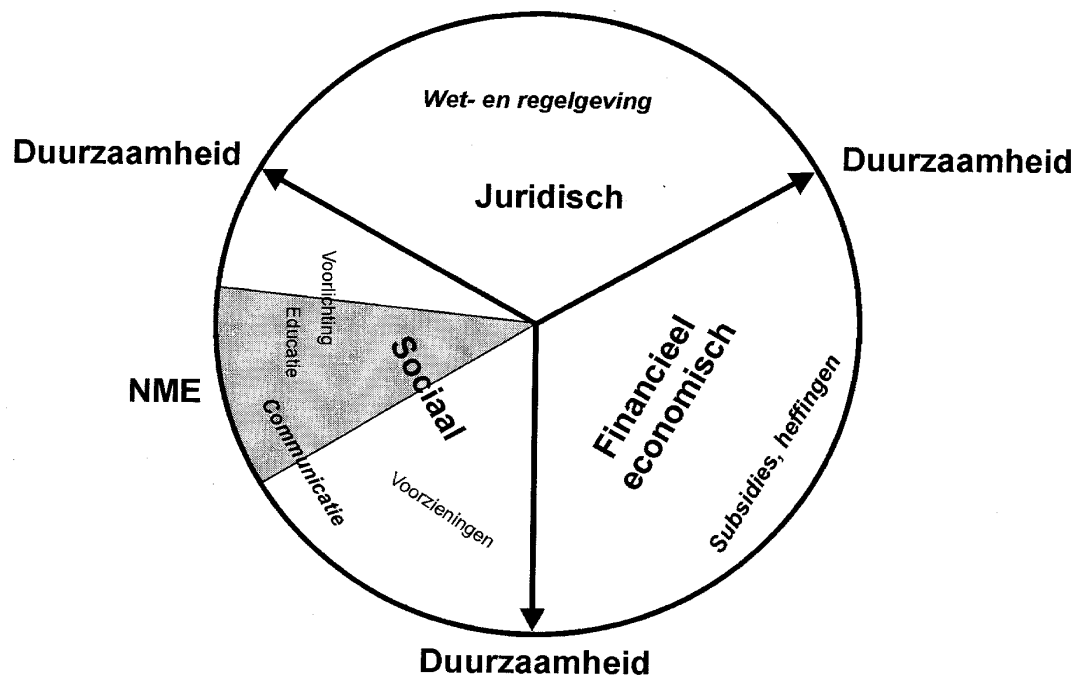 Wet- en regelgeving
Duurzaamheid
Duurzaamheid
Juridisch
Voorlichting
Educatie
Sociaal
NME
Communicatie
Voorzieningen
Financieel
economisch
Subsidies, heffingen
Duurzaamheid